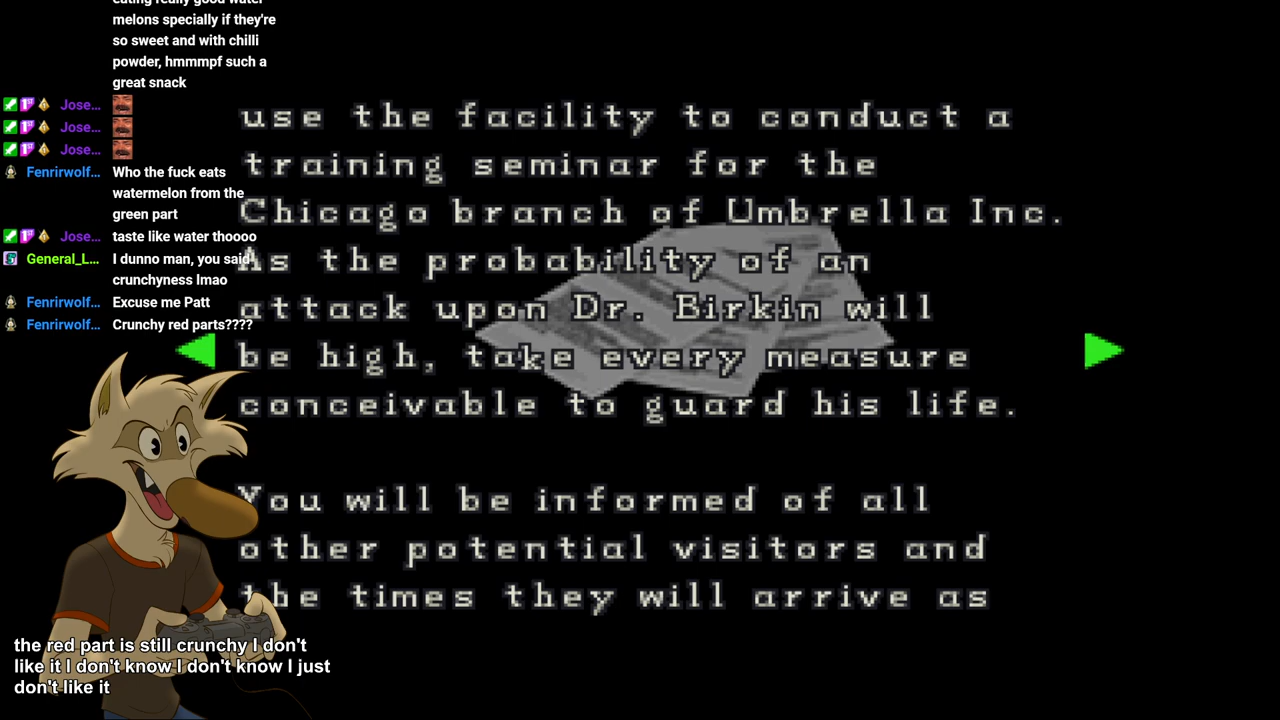 eating really good water
melons specially if they're
so sweet and with chilli
powder, hmmmpf such a
great snack
Jose...
Jose...
Jose...
Fenrirwolf... Who the fuck eats
watermelon from the
green part
Jose... taste like water thoooo
General_L... I dunno man, you said
crunchyness lmao
Fenrirwolf... Excuse me Patt
Fenrirwolf... Crunchy red parts????
use the facility to conduct a
training seminar for the
Chicago branch of Umbrella Inc.
As the probability of an
attack upon Dr. Birkin will
be high, take every measure
conceivable to guard his life.
You will be informed of all
other potential visitors and
the times they will arrive as
the red part is still crunchy I don't
like it I don't know I don't know I just
don't like it